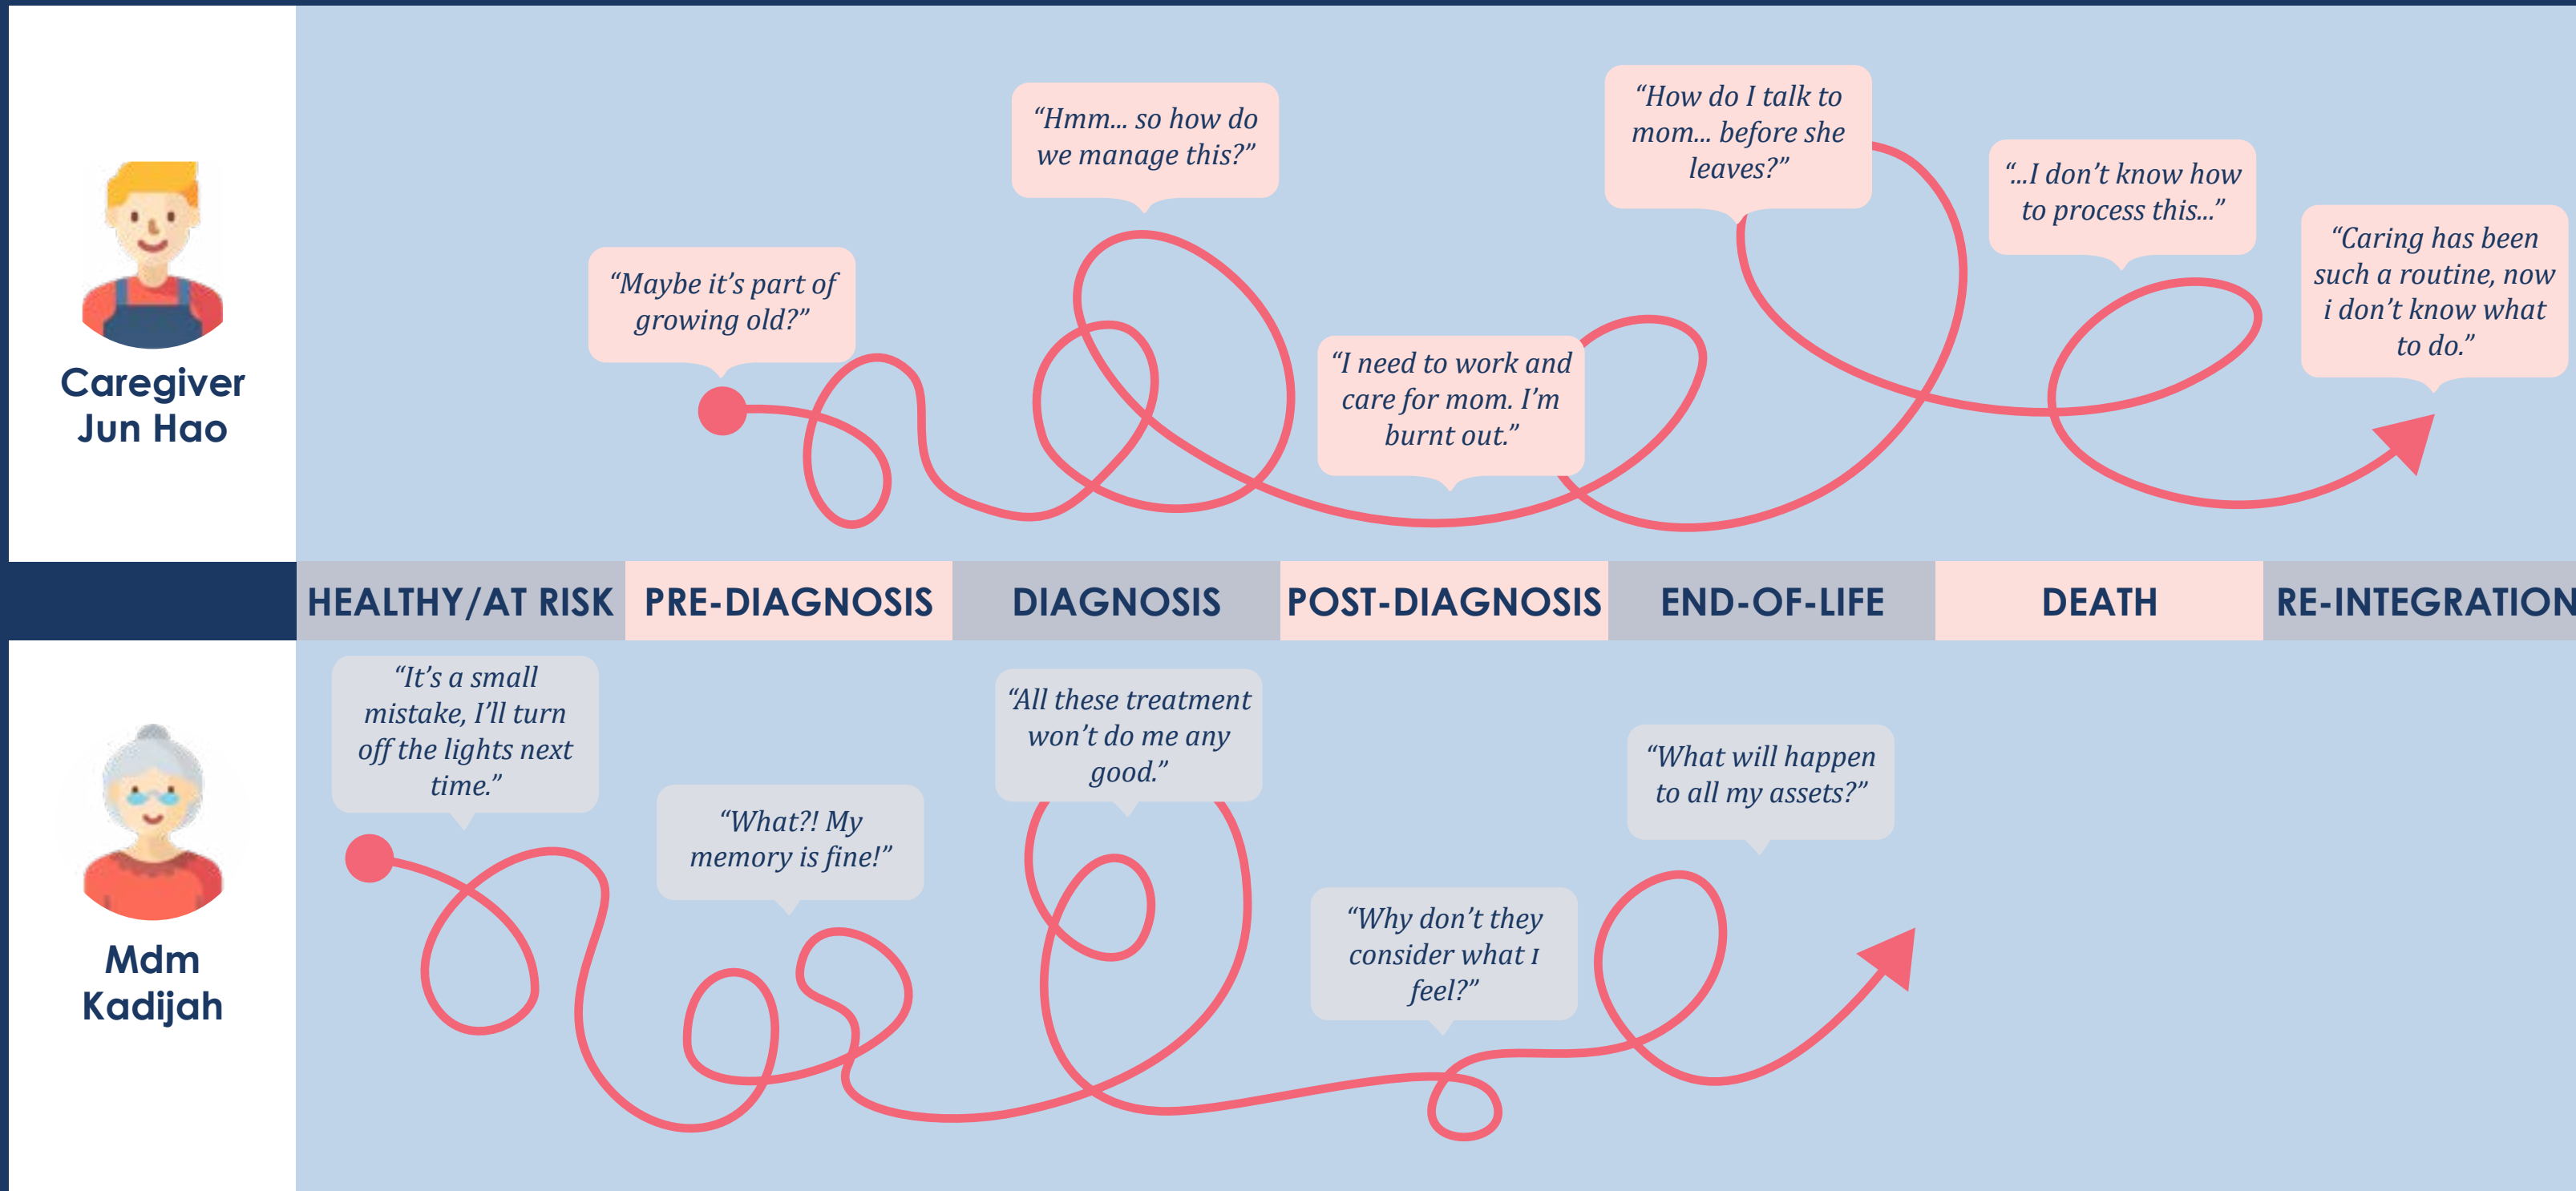 “Hmm... so how do
we manage this?”
“How do I talk to
mom... before she
leaves?”
“...I don’t know how
to process this...”
“Caring has been
such a routine, now
i don’t know what
to do.”
“Maybe it’s part of
growing old?”
“I need to work and
care for mom. I’m
burnt out.”
Caregiver
Jun Hao
HEALTHY/AT RISK
PRE-DIAGNOSIS
DIAGNOSIS
POST-DIAGNOSIS
END-OF-LIFE
DEATH
RE-INTEGRATION
“It’s a small
mistake, I’ll turn
off the lights next
time.”
“What?! My
memory is fine!”
“All these treatment
won’t do me any
good.”
“Why don’t they
consider what I
feel?”
“What will happen
to all my assets?”
Mdm
Kadijah